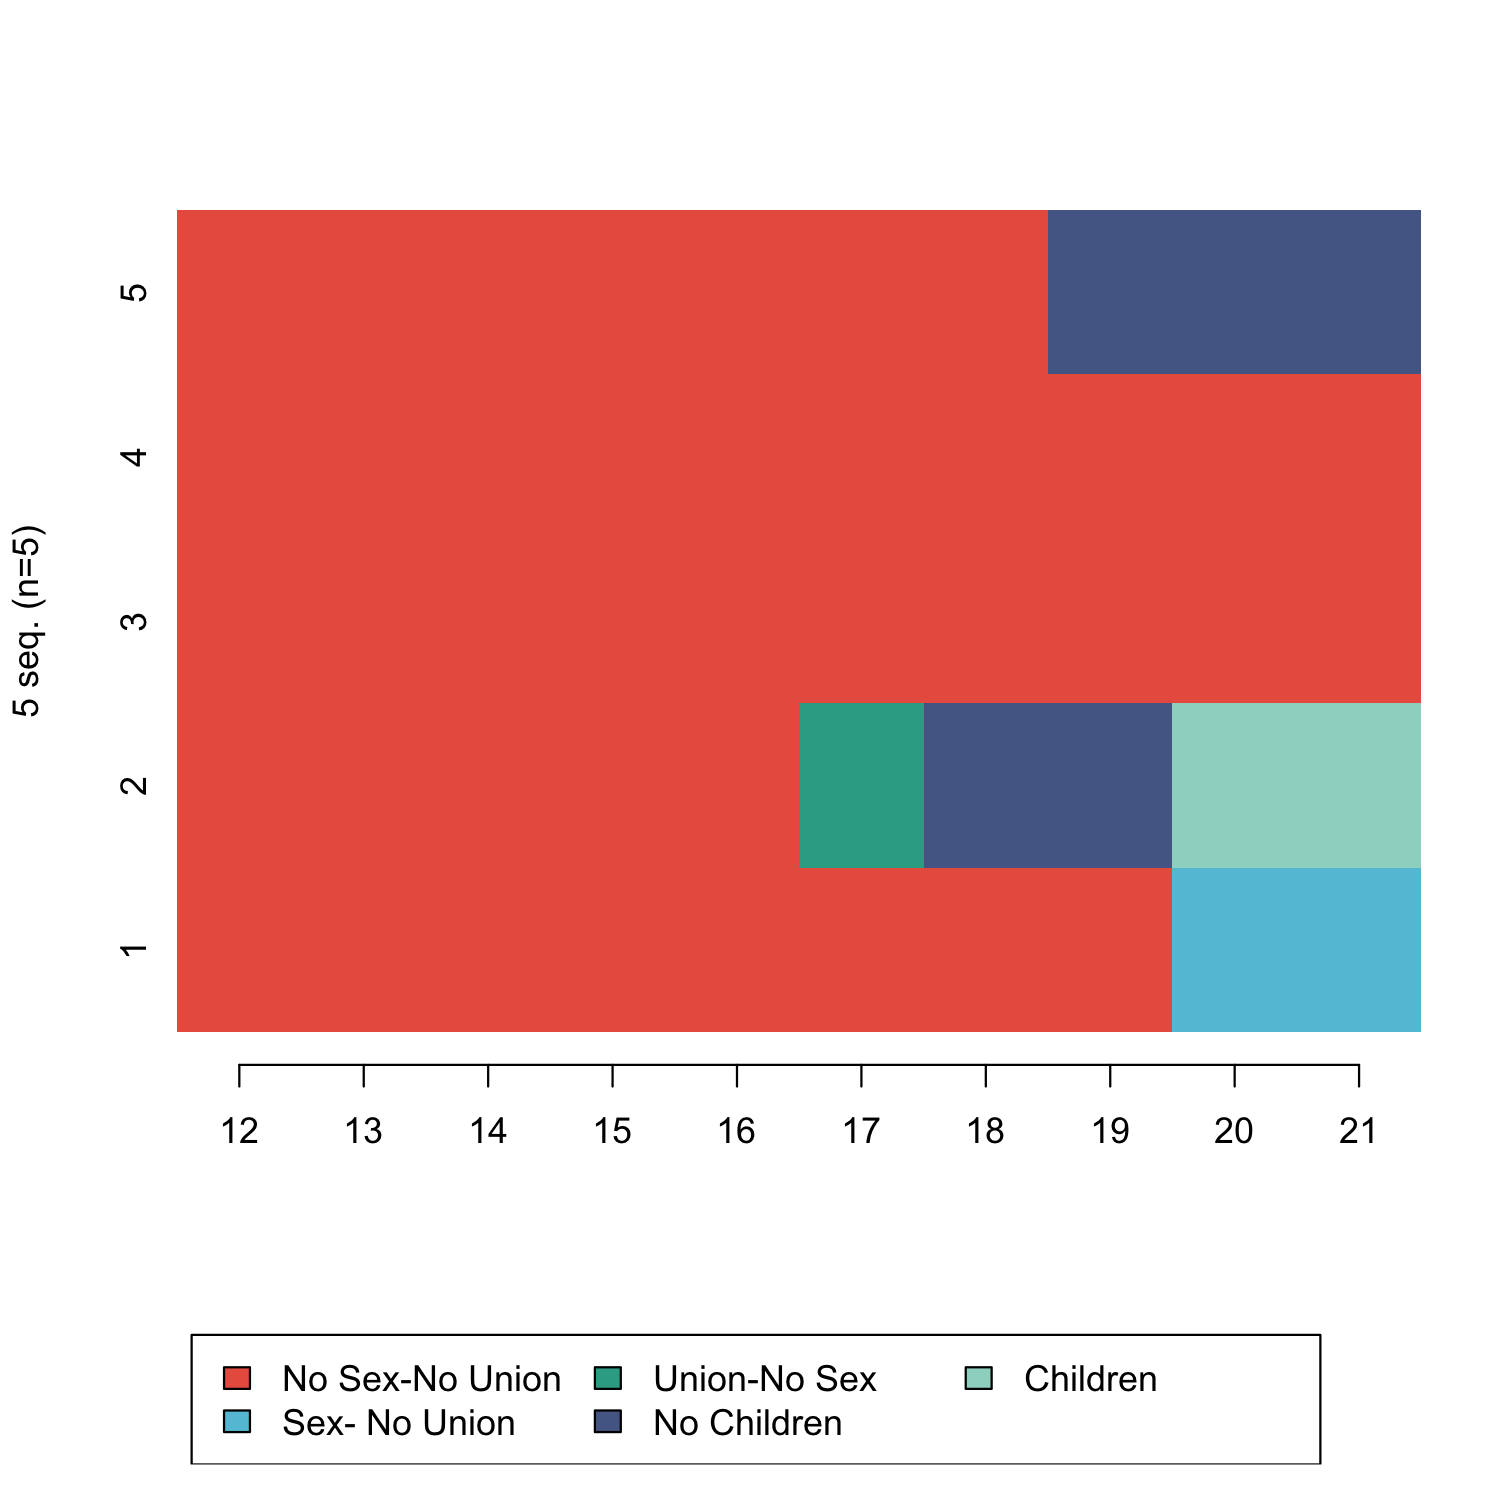 5 seq. (n=5)
5
4
3
2
1
12 13 14 15 16 17 18 19 20 21
No Sex-No Union Union-No Sex Children
Sex- No Union No Children